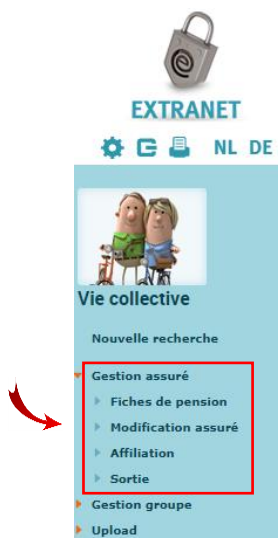 EXTRANET
NL DE
Vie collective
Nouvelle recherche
Gestion assuré
Fiches de pension
Modification assuré
Affiliation
Sortie
Gestion groupe
Upload